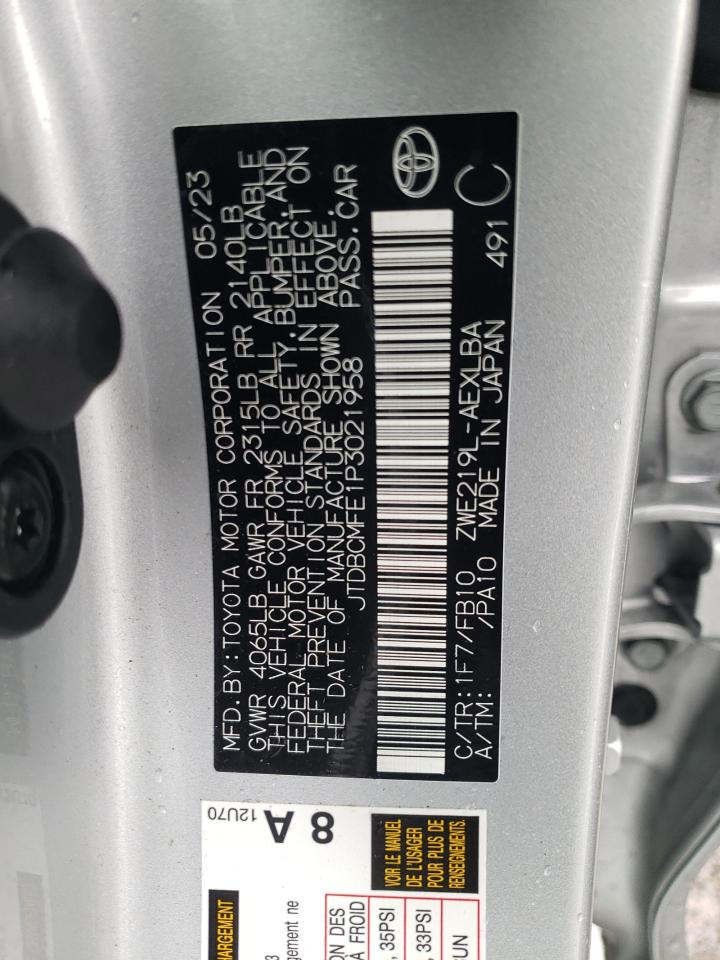 MFD. BY: TOYOTA MOTOR CORPORATION 05/23
GVWR 4065LB GAWR FR 2315LB RR 2140LB
THIS VEHICLE CONFORMS TO ALL APPLICABLE
FEDERAL MOTOR VEHICLE SAFETY, BUMPER, AND
THEFT PREVENTION STANDARDS IN EFFECT ON
THE DATE OF MANUFACTURE SHOWN ABOVE.
JTDBCMFE1P3021958 PASS. CAR
C/TR: 1F7/FB10 ZWE219L-AEXLBA
A/TM: /PA10 MADE IN JAPAN 491 C
12U70
8 A
VOIR LE MANUEL
DE L'USAGER
POUR PLUS DE
RENSEIGNEMENTS.
gement ne
À FROID
35PSI
33PSI